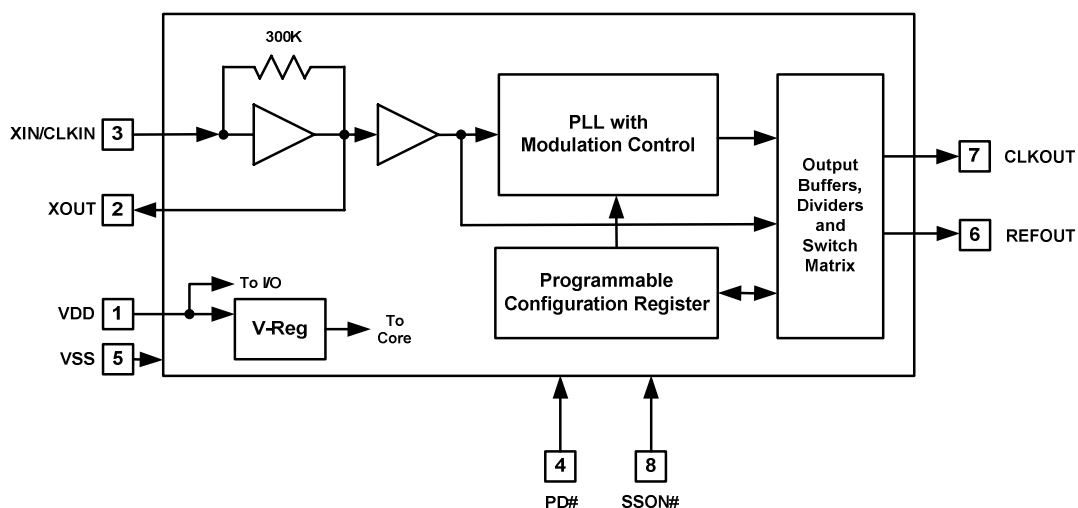 300K
XIN/CLKIN
3
PLL with
Modulation Control
Output
Buffers,
Dividers
and
Switch
Matrix
7
CLKOUT
XOUT
2
6
REFOUT
Programmable
Configuration Register
To I/O
VDD
1
V-Reg
To
Core
VSS
5
4
8
PD#
SSON#